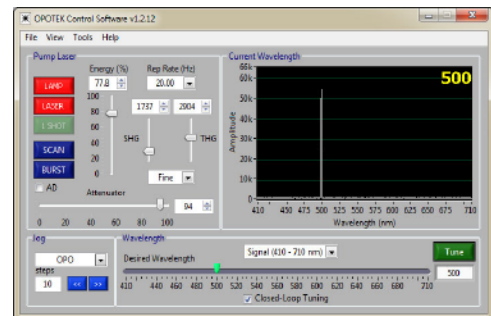 OPOTEK Control Software v1.2.12
File View Tools Help
Pump Laser
Energy (%)
77.8
Rep Rate (Hz)
20.00
LAMP
LASER
1 SHOT
SCAN
BURST
AD
100
80
60
40
20
0
1737
2904
SHG
THG
Fine
Attenuator
94
0 20 40 60 80 100
Current Wavelength
500
66k
60k
50k
40k
30k
20k
10k
0
Amplitude
410 450 475 500 525 550 575 600 625 650 675 710
Wavelength (nm)
Jog
OPO
steps
10
<< >>
Wavelength
Desired Wavelength
Signal (410 - 710 nm)
Tune
500
410 440 460 480 500 520 540 560 580 600 620 640 660 680 710
Closed-Loop Tuning